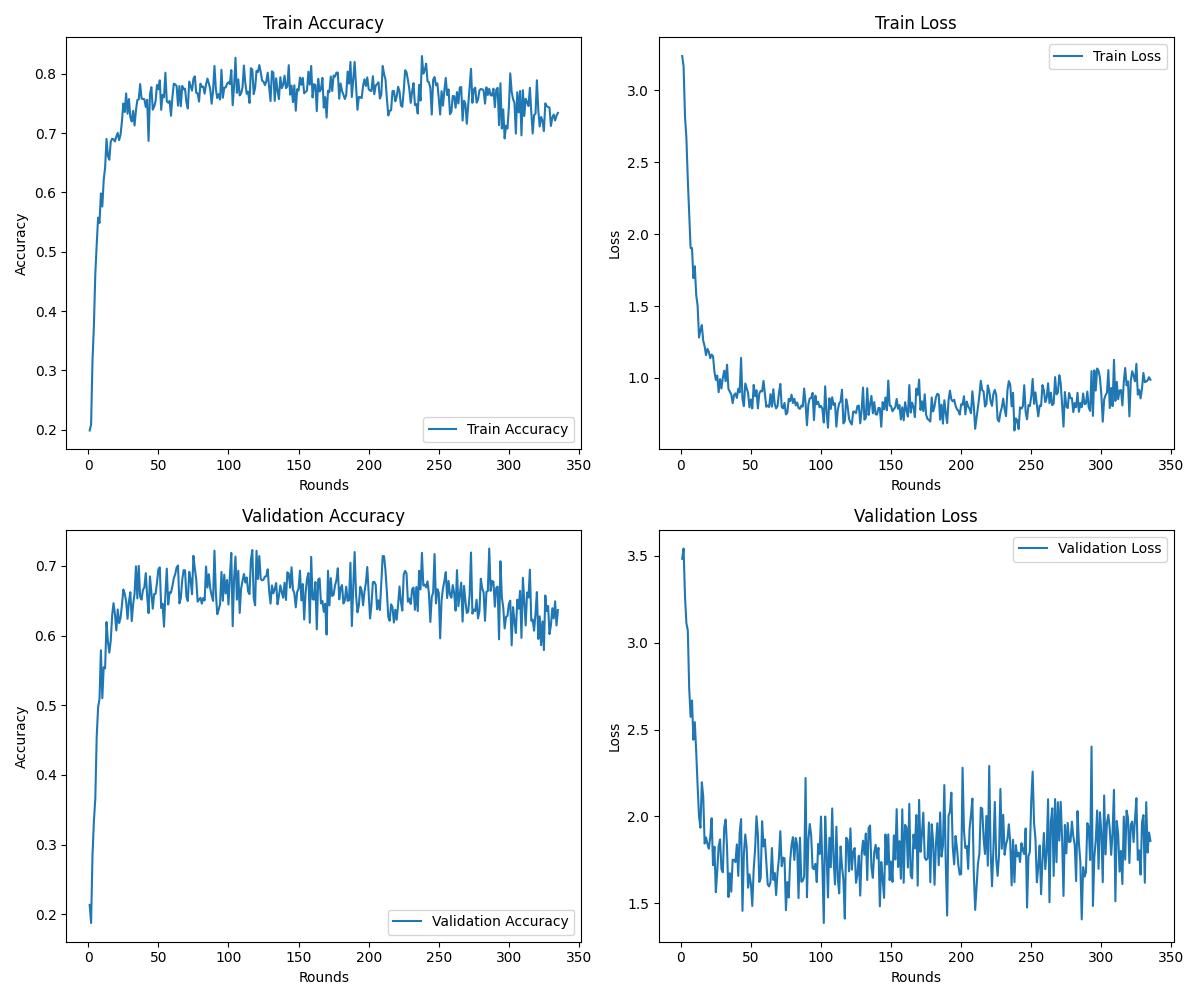 Train Accuracy
Accuracy
0.8
0.7
0.6
0.5
0.4
0.3
0.2
Train Accuracy
0 50 100 150 200 250 300 350
Rounds
Train Loss
Loss
3.0
2.5
2.0
1.5
1.0
Train Loss
0 50 100 150 200 250 300 350
Rounds
Validation Accuracy
Accuracy
0.7
0.6
0.5
0.4
0.3
0.2
Validation Accuracy
0 50 100 150 200 250 300 350
Rounds
Validation Loss
Loss
3.5
3.0
2.5
2.0
1.5
Validation Loss
0 50 100 150 200 250 300 350
Rounds